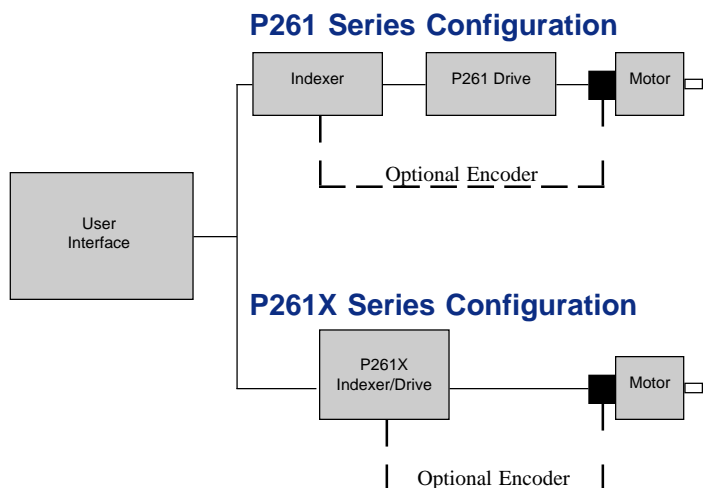 P261 Series Configuration
Indexer
P261 Drive
Motor
Optional Encoder
User
Interface
P261X Series Configuration
P261X
Indexer/Drive
Motor
Optional Encoder